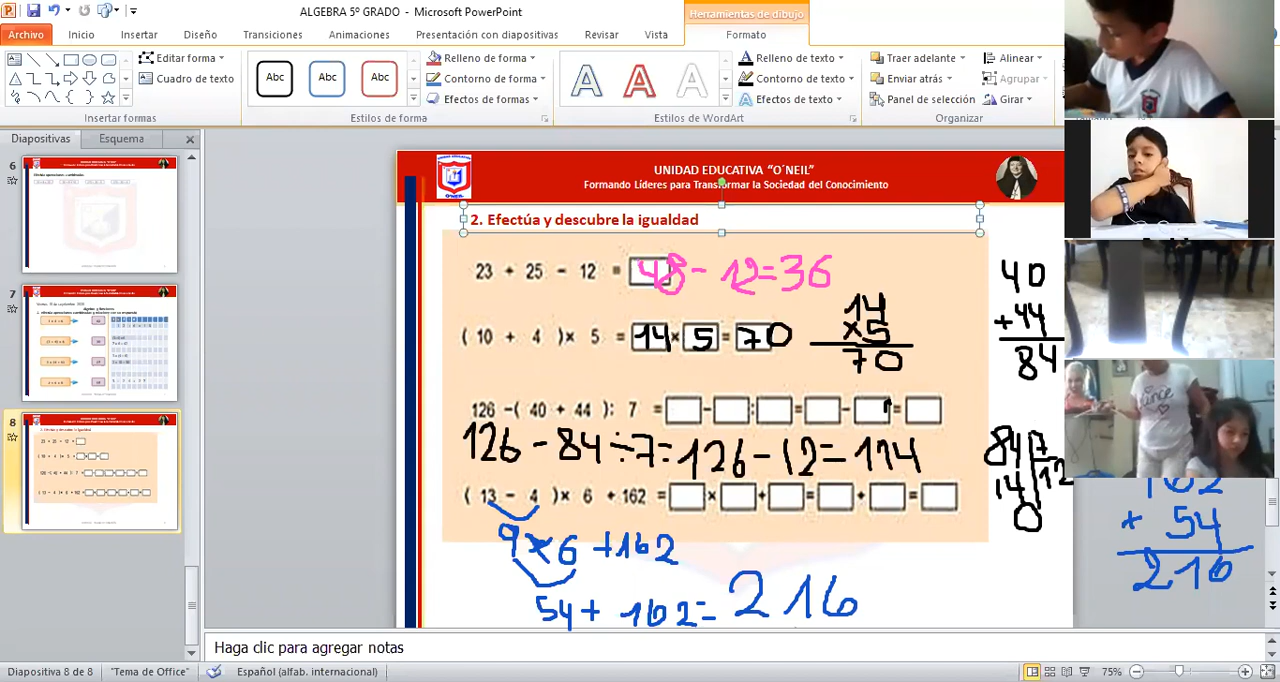 ALGEBRA 5º GRADO - Microsoft PowerPoint
Herramientas de dibujo
Archivo Inicio Insertar Diseño Transiciones Animaciones Presentación con diapositivas Revisar Vista Formato
Editar forma
Cuadro de texto
Insertar formas
Abc Abc Abc
Relleno de forma
Contorno de forma
Efectos de formas
Estilos de forma
A A A
Relleno de texto
Contorno de texto
Efectos de texto
Estilos de WordArt
Traer adelante
Enviar atrás
Panel de selección
Alinear
Agrupar
Girar
Organizar
Diapositivas Esquema
6
7
8
UNIDAD EDUCATIVA "O´NEIL"
Formando Líderes para Transformar la Sociedad del Conocimiento
2. Efectúa y descubre la igualdad
23 + 25 - 12 = 48 - 12 = 36
( 10 + 4 )× 5 = 14 × 5 = 70
14
×5
70
40
+44
84
126 -( 40 + 44 ): 7 = - : = - =
126 - 84 ÷ 7 = 126 - 12 = 114
84 7
14 12
0
( 13 - 4 )× 6 + 162 = × + = + =
9 × 6 + 162
54 + 162 = 216
162
+ 54
216
Haga clic para agregar notas
Diapositiva 8 de 8 "Tema de Office" Español (alfab. internacional) 75%